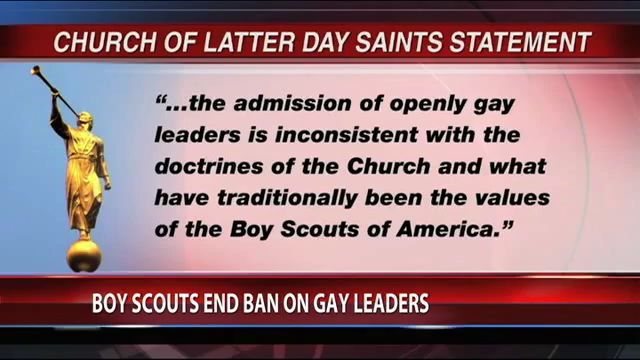 CHURCH OF LATTER DAY SAINTS STATEMENT
“...the admission of openly gay
leaders is inconsistent with the
doctrines of the Church and what
have traditionally been the values
of the Boy Scouts of America.”
BOY SCOUTS END BAN ON GAY LEADERS